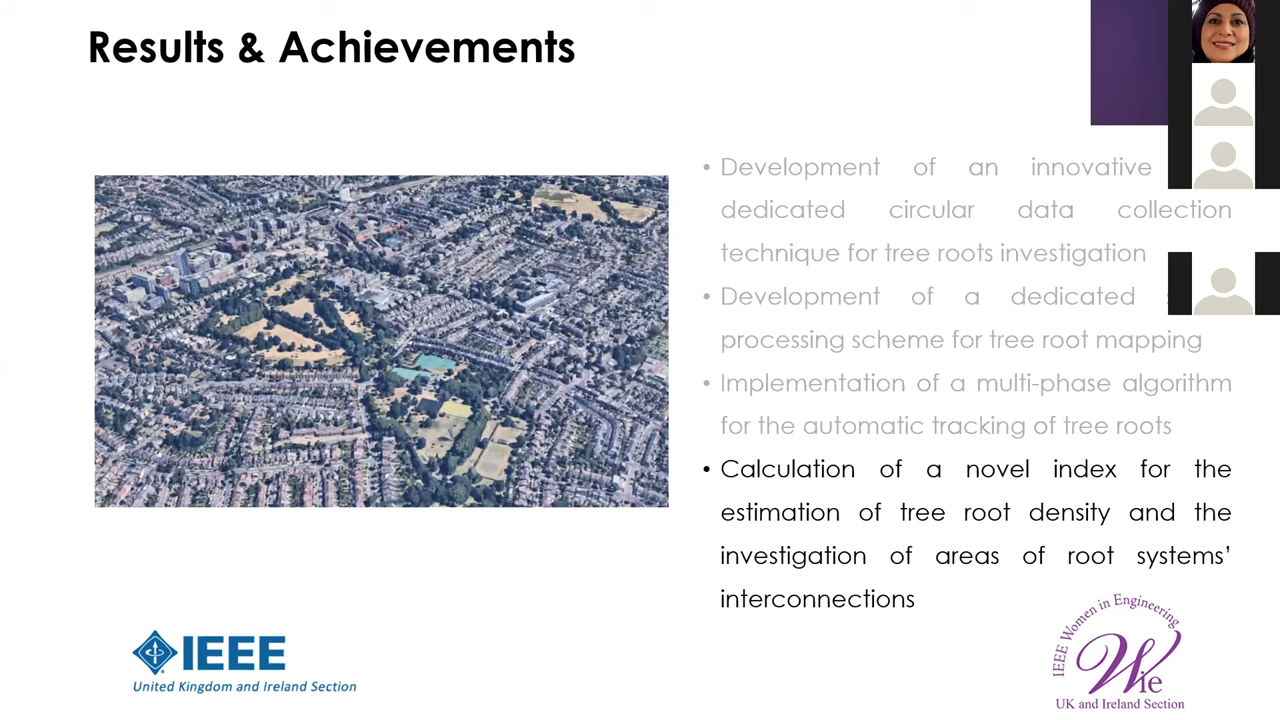 Results & Achievements
• Development of an innovative
dedicated circular data collection
technique for tree roots investigation
• Development of a dedicated
processing scheme for tree root mapping
• Implementation of a multi-phase algorithm
for the automatic tracking of tree roots
• Calculation of a novel index for the
estimation of tree root density and the
investigation of areas of root systems’
interconnections
IEEE
United Kingdom and Ireland Section
IEEE Women in Engineering
Wie
UK and Ireland Section